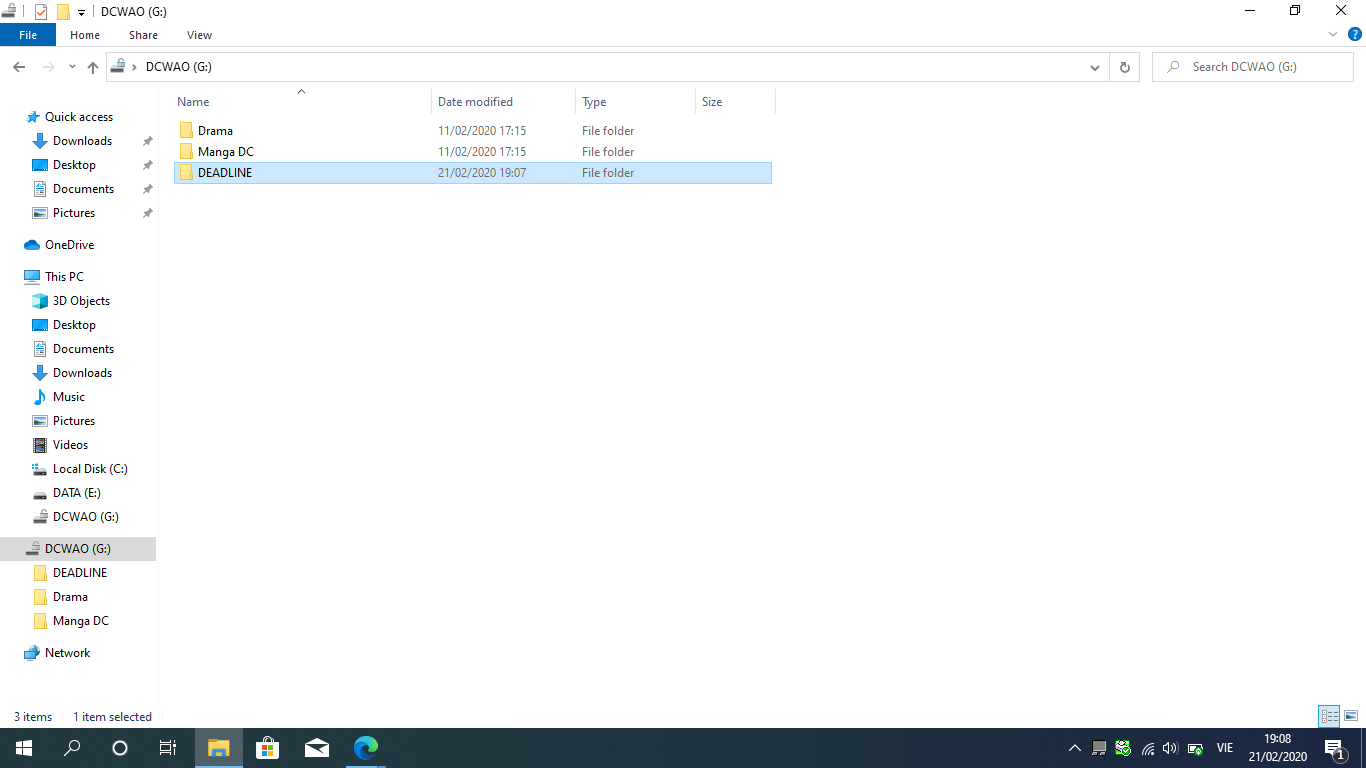 DCWAO (G:)
File Home Share View
DCWAO (G:) Search DCWAO (G:)
Name Date modified Type Size
Drama 11/02/2020 17:15 File folder
Manga DC 11/02/2020 17:15 File folder
DEADLINE 21/02/2020 19:07 File folder
Quick access
Downloads
Desktop
Documents
Pictures
OneDrive
This PC
3D Objects
Desktop
Documents
Downloads
Music
Pictures
Videos
Local Disk (C:)
DATA (E:)
DCWAO (G:)
DCWAO (G:)
DEADLINE
Drama
Manga DC
Network
3 items 1 item selected
VIE 19:08
21/02/2020
1